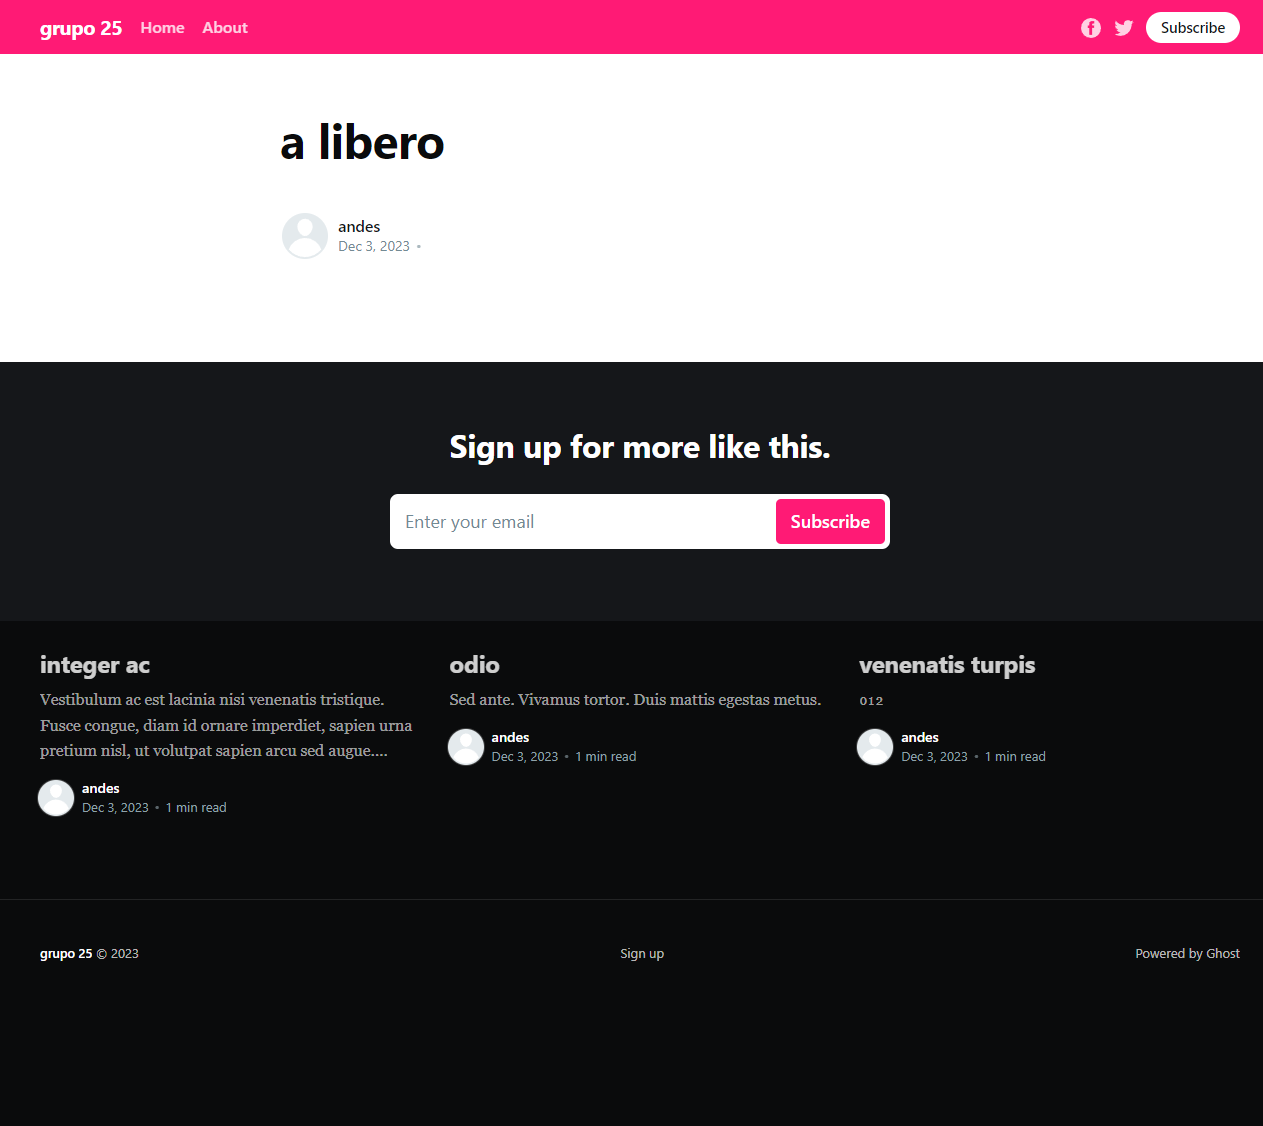 grupo 25 Home About Subscribe
a libero
andes
Dec 3, 2023 •
Sign up for more like this.
Enter your email Subscribe
integer ac
Vestibulum ac est lacinia nisi venenatis tristique.
Fusce congue, diam id ornare imperdiet, sapien urna
pretium nisl, ut volutpat sapien arcu sed augue....
andes
Dec 3, 2023 • 1 min read
odio
Sed ante. Vivamus tortor. Duis mattis egestas metus.
andes
Dec 3, 2023 • 1 min read
venenatis turpis
012
andes
Dec 3, 2023 • 1 min read
grupo 25 © 2023 Sign up Powered by Ghost